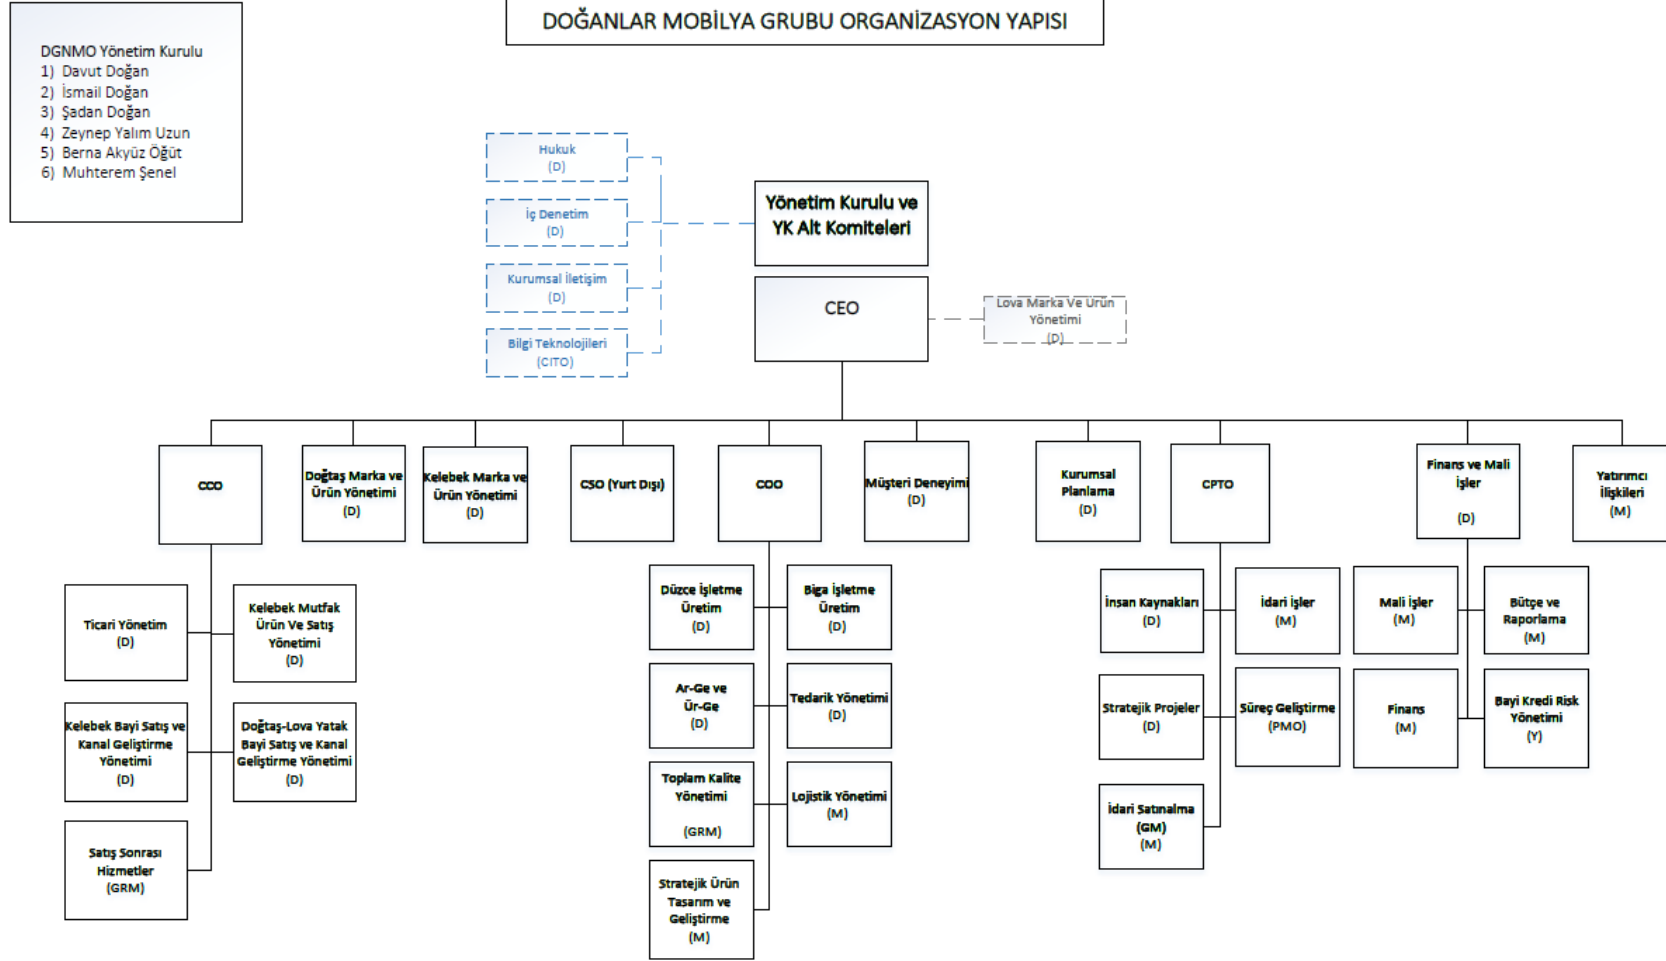 DOĞANLAR MOBİLYA GRUBU ORGANİZASYON YAPISI
DGNMO Yönetim Kurulu
1) Davut Doğan
2) İsmail Doğan
3) Şadan Doğan
4) Zeynep Yalım Uzun
5) Berna Akyüz Öğüt
6) Muhterem Şenel
Hukuk
(D)
İç Denetim
(D)
Kurumsal İletişim
(D)
Bilgi Teknolojileri
(CITO)
Yönetim Kurulu ve
YK Alt Komiteleri
CEO
Lova Marka Ve Ürün
Yönetimi
(D)
CCO
Doğtaş Marka ve
Ürün Yönetimi
(D)
Kelebek Marka ve
Ürün Yönetimi
(D)
CSO (Yurt Dışı)
COO
Müşteri Deneyimi
(D)
Kurumsal
Planlama
(D)
CPTO
Finans ve Mali
İşler
(D)
Yatırımcı
İlişkileri
(M)
Ticari Yönetim
(D)
Kelebek Mutfak
Ürün Ve Satış
Yönetimi
(D)
Kelebek Bayi Satış ve
Kanal Geliştirme
Yönetimi
(D)
Doğtaş-Lova Yatak
Bayi Satış ve Kanal
Geliştirme Yönetimi
(D)
Satış Sonrası
Hizmetler
(GRM)
Düzce İşletme
Üretim
(D)
Biga İşletme
Üretim
(D)
Ar-Ge ve
Ür-Ge
(D)
Tedarik Yönetimi
(D)
Toplam Kalite
Yönetimi
(GRM)
Lojistik Yönetimi
(M)
Stratejik Ürün
Tasarım ve
Geliştirme
(M)
İnsan Kaynakları
(D)
İdari İşler
(M)
Stratejik Projeler
(D)
Süreç Geliştirme
(PMO)
İdari Satınalma
(GM)
(M)
Mali İşler
(M)
Bütçe ve
Raporlama
(M)
Finans
(M)
Bayi Kredi Risk
Yönetimi
(Y)